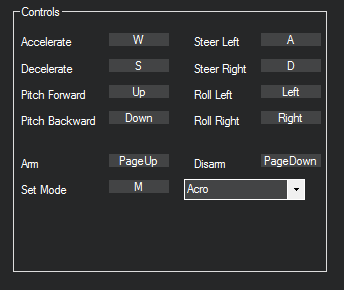 Controls
Accelerate W Steer Left A
Decelerate S Steer Right D
Pitch Forward Up Roll Left Left
Pitch Backward Down Roll Right Right
Arm PageUp Disarm PageDown
Set Mode M Acro